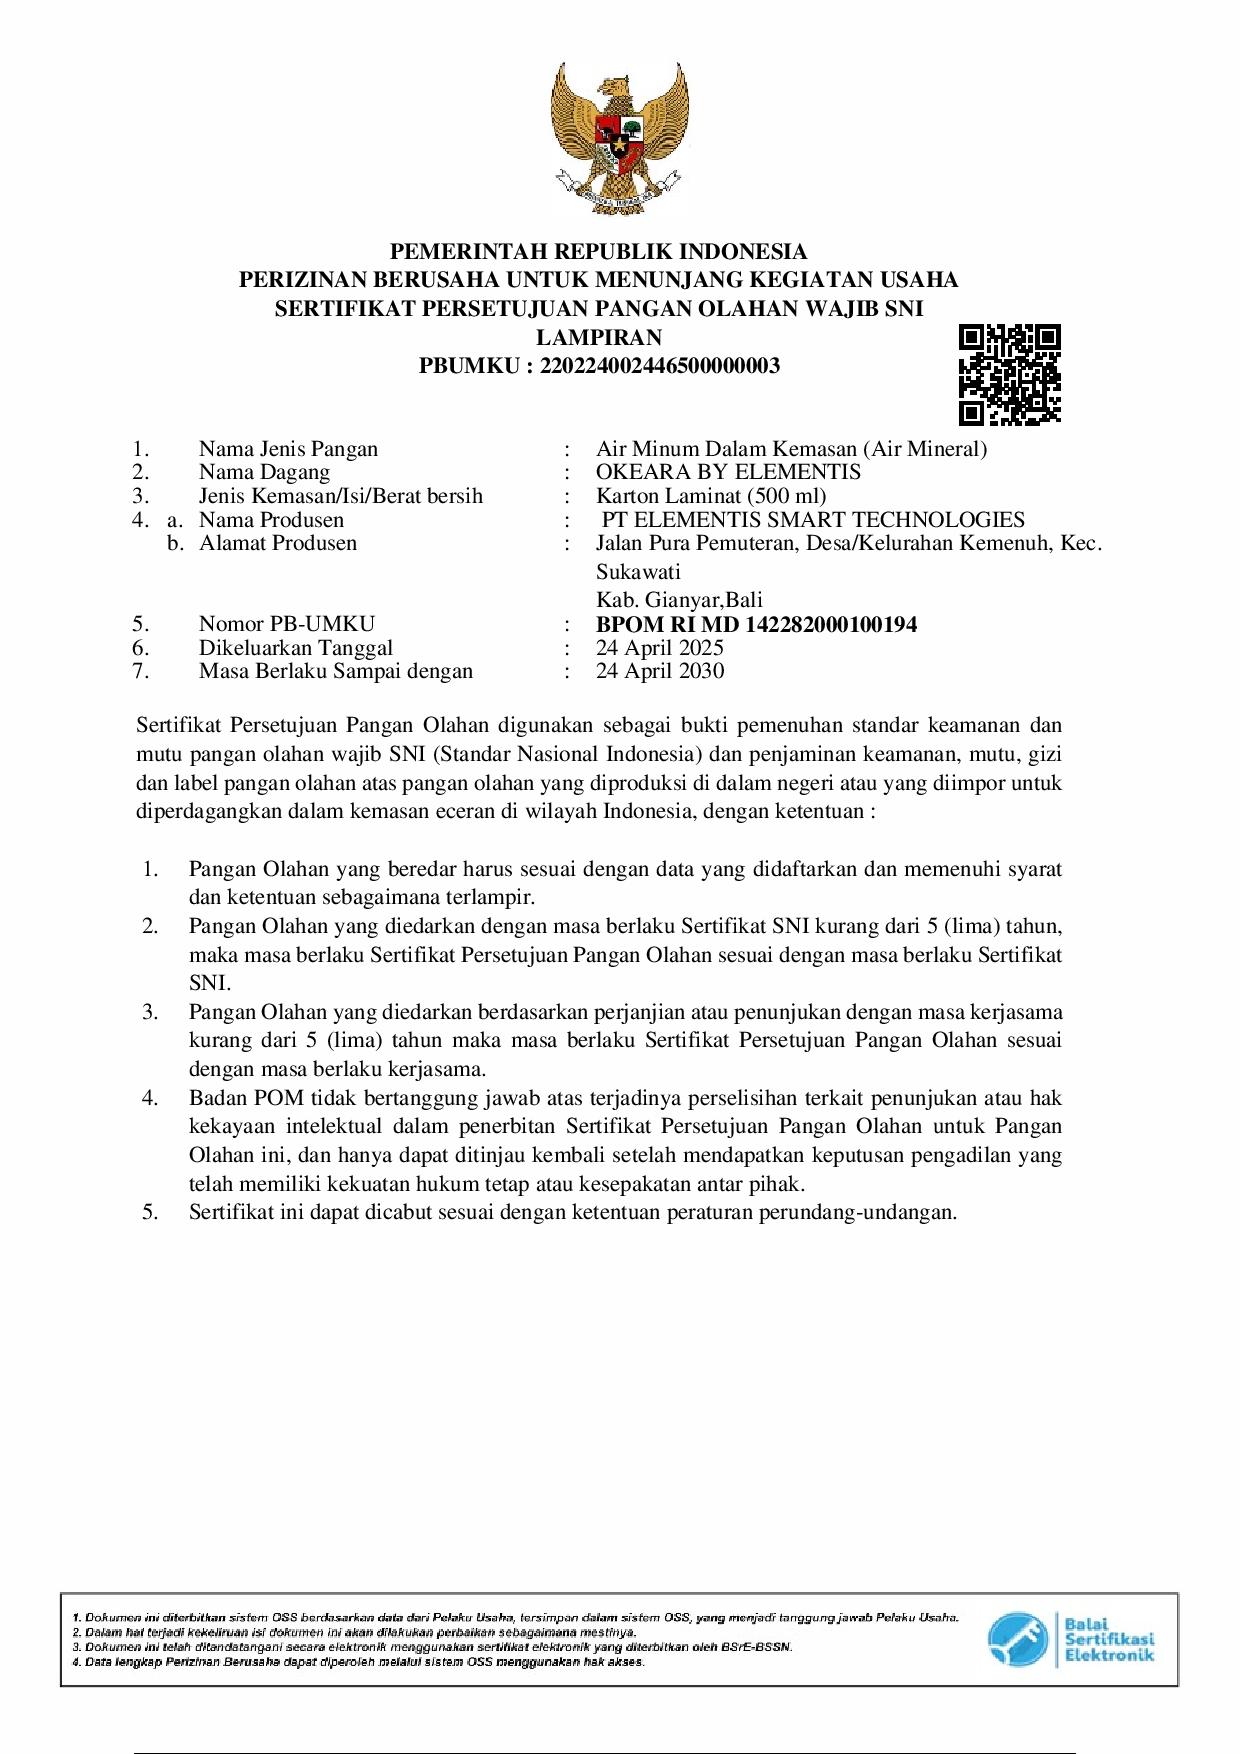 PEMERINTAH REPUBLIK INDONESIA
PERIZINAN BERUSAHA UNTUK MENUNJANG KEGIATAN USAHA
SERTIFIKAT PERSETUJUAN PANGAN OLAHAN WAJIB SNI
LAMPIRAN
PBUMKU : 220224002446500000003
1. Nama Jenis Pangan : Air Minum Dalam Kemasan (Air Mineral)
2. Nama Dagang : OKEARA BY ELEMENTIS
3. Jenis Kemasan/Isi/Berat bersih : Karton Laminat (500 ml)
4. a. Nama Produsen : PT ELEMENTIS SMART TECHNOLOGIES
b. Alamat Produsen : Jalan Pura Pemuteran, Desa/Kelurahan Kemenuh, Kec.
Sukawati
Kab. Gianyar,Bali
5. Nomor PB-UMKU : BPOM RI MD 142282000100194
6. Dikeluarkan Tanggal : 24 April 2025
7. Masa Berlaku Sampai dengan : 24 April 2030
Sertifikat Persetujuan Pangan Olahan digunakan sebagai bukti pemenuhan standar keamanan dan
mutu pangan olahan wajib SNI (Standar Nasional Indonesia) dan penjaminan keamanan, mutu, gizi
dan label pangan olahan atas pangan olahan yang diproduksi di dalam negeri atau yang diimpor untuk
diperdagangkan dalam kemasan eceran di wilayah Indonesia, dengan ketentuan :
1. Pangan Olahan yang beredar harus sesuai dengan data yang didaftarkan dan memenuhi syarat
dan ketentuan sebagaimana terlampir.
2. Pangan Olahan yang diedarkan dengan masa berlaku Sertifikat SNI kurang dari 5 (lima) tahun,
maka masa berlaku Sertifikat Persetujuan Pangan Olahan sesuai dengan masa berlaku Sertifikat
SNI.
3. Pangan Olahan yang diedarkan berdasarkan perjanjian atau penunjukan dengan masa kerjasama
kurang dari 5 (lima) tahun maka masa berlaku Sertifikat Persetujuan Pangan Olahan sesuai
dengan masa berlaku kerjasama.
4. Badan POM tidak bertanggung jawab atas terjadinya perselisihan terkait penunjukan atau hak
kekayaan intelektual dalam penerbitan Sertifikat Persetujuan Pangan Olahan untuk Pangan
Olahan ini, dan hanya dapat ditinjau kembali setelah mendapatkan keputusan pengadilan yang
telah memiliki kekuatan hukum tetap atau kesepakatan antar pihak.
5. Sertifikat ini dapat dicabut sesuai dengan ketentuan peraturan perundang-undangan.
1. Dokumen ini diterbitkan sistem OSS berdasarkan data dari Pelaku Usaha, tersimpan dalam sistem OSS, yang menjadi tanggung jawab Pelaku Usaha.
2. Dalam hal terjadi kekeliruan isi dokumen ini akan dilakukan perbaikan sebagaimana mestinya.
3. Dokumen ini telah ditandatangani secara elektronik menggunakan sertifikat elektronik yang diterbitkan oleh BSrE-BSSN.
4. Data lengkap Perizinan Berusaha dapat diperoleh melalui sistem OSS menggunakan hak akses.
Balai
Sertifikasi
Elektronik